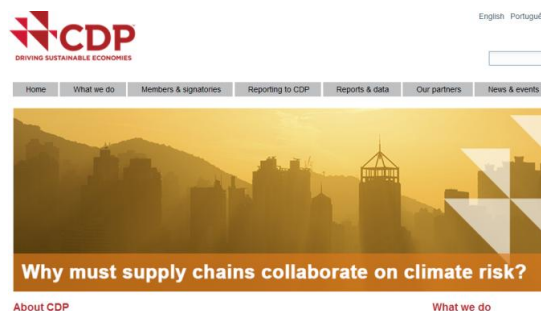 English Portuguê
CDP
DRIVING SUSTAINABLE ECONOMIES
Home What we do Members & signatories Reporting to CDP Reports & data Our partners News & events
Why must supply chains collaborate on climate risk?
About CDP What we do